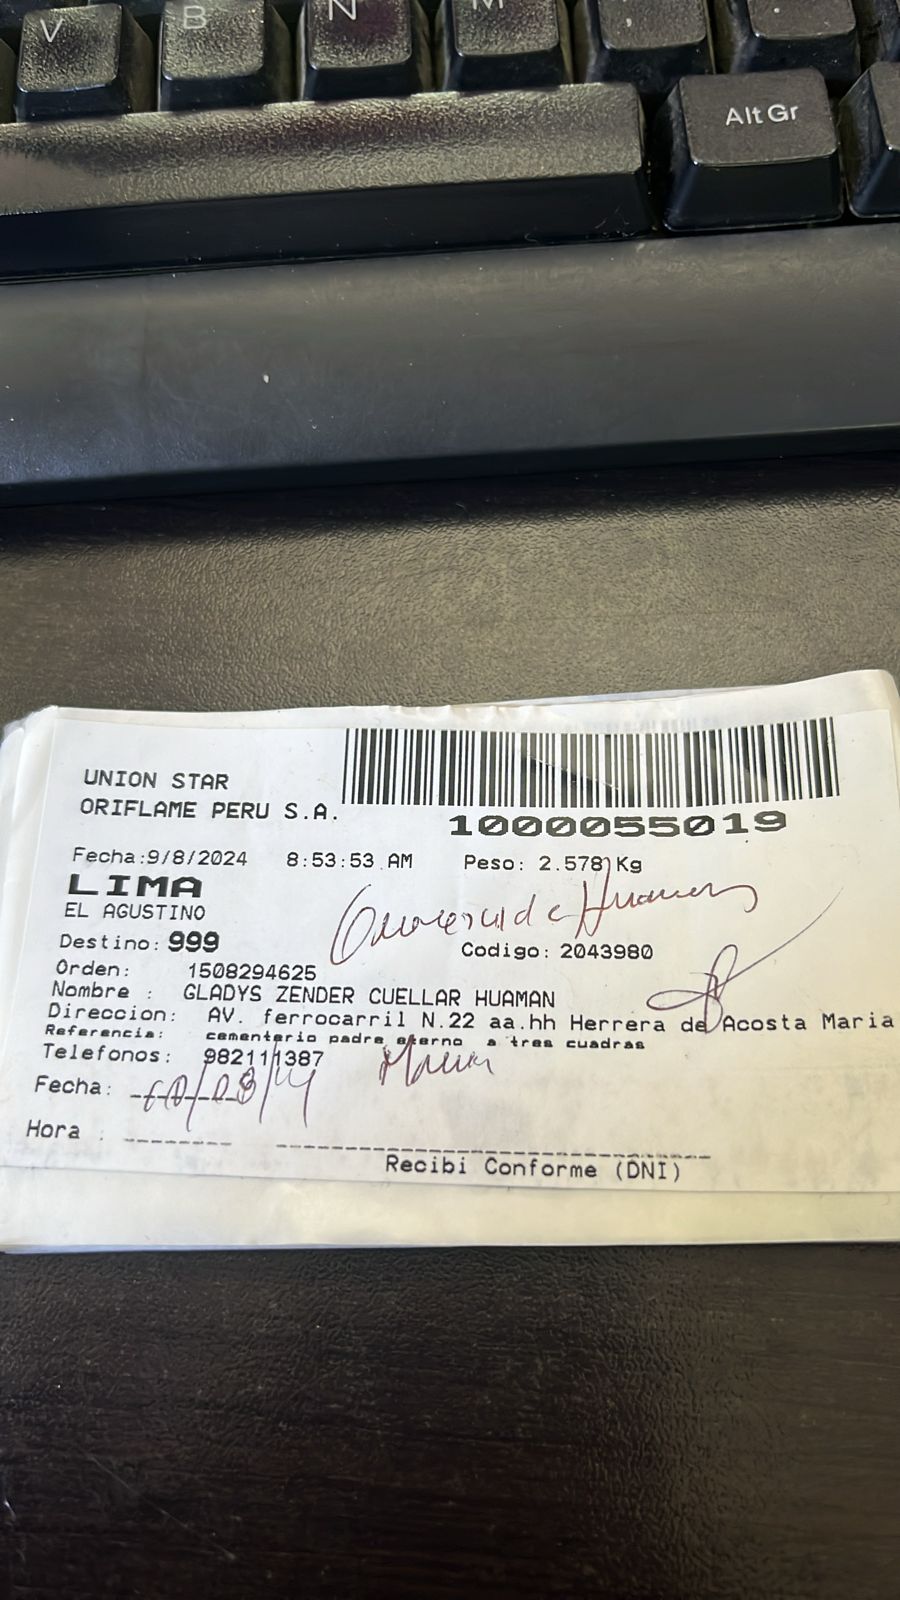 V B N M , .
Alt Gr
UNION STAR
ORIFLAME PERU S.A.
1000055019
Fecha:9/8/2024 8:53:53 AM Peso: 2.578 Kg
LIMA
EL AGUSTINO
Destino: 999
Codigo: 2043980
Orden: 1508294625
Nombre : GLADYS ZENDER CUELLAR HUAMAN
Direccion: AV. ferrocarril N.22 aa.hh Herrera de Acosta Maria
Referencia: cementerio padre eterno a tres cuadras
Telefonos: 982111387
Fecha:
Hora :
Recibi Conforme (DNI)